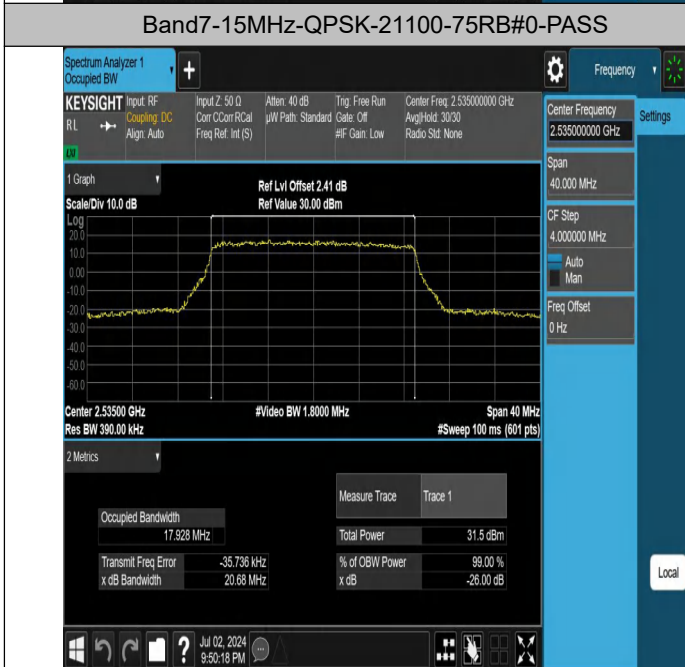 Band7-15MHz-QPSK-21100-75RB#0-PASS
Spectrum Analyzer 1
Occupied BW
+
Frequency
KEYSIGHT
RL
Input: RF
Coupling: DC
Align: Auto
Input Z: 50 Ω
Corr CCorr RCal
Freq Ref: Int (S)
Atten: 40 dB
µW Path: Standard
Trig: Free Run
Gate: Off
#IF Gain: Low
Center Freq: 2.535000000 GHz
Avg|Hold: 30/30
Radio Std: None
LXI
Center Frequency
2.535000000 GHz
Settings
Span
40.000 MHz
CF Step
4.000000 MHz
Auto
Man
Freq Offset
0 Hz
1 Graph
Scale/Div 10.0 dB
Ref Lvl Offset 2.41 dB
Ref Value 30.00 dBm
Log
20.0
10.0
0.00
-10.0
-20.0
-30.0
-40.0
-50.0
-60.0
Center 2.53500 GHz
Res BW 390.00 kHz
#Video BW 1.8000 MHz
Span 40 MHz
#Sweep 100 ms (601 pts)
2 Metrics
Measure Trace Trace 1
Occupied Bandwidth
17.928 MHz
Total Power 31.5 dBm
Transmit Freq Error -35.736 kHz
% of OBW Power 99.00 %
x dB Bandwidth 20.68 MHz
x dB -26.00 dB
Local
?
Jul 02, 2024
9:50:18 PM